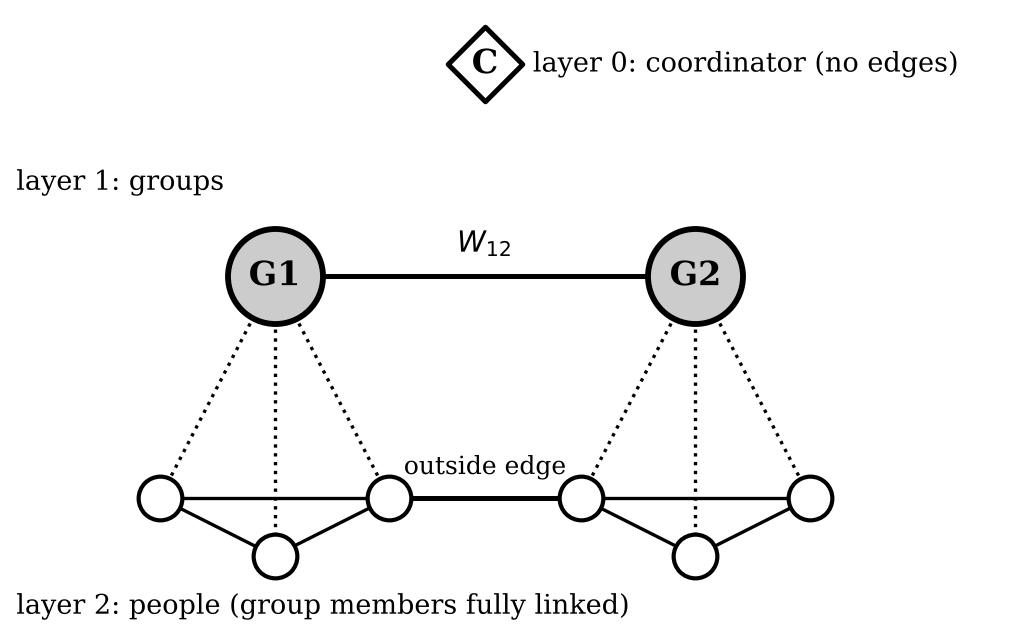 C
layer 0: coordinator (no edges)
layer 1: groups
W12
G1
G2
outside edge
layer 2: people (group members fully linked)